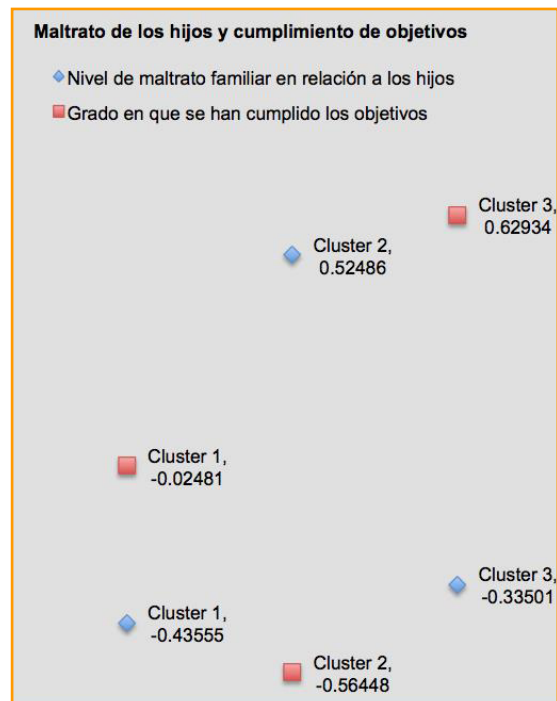 Maltrato de los hijos y cumplimiento de objetivos
Nivel de maltrato familiar en relación a los hijos
Grado en que se han cumplido los objetivos
Cluster 3,
0.62934
Cluster 2,
0.52486
Cluster 1,
-0.02481
Cluster 3,
-0.33501
Cluster 1,
-0.43555
Cluster 2,
-0.56448